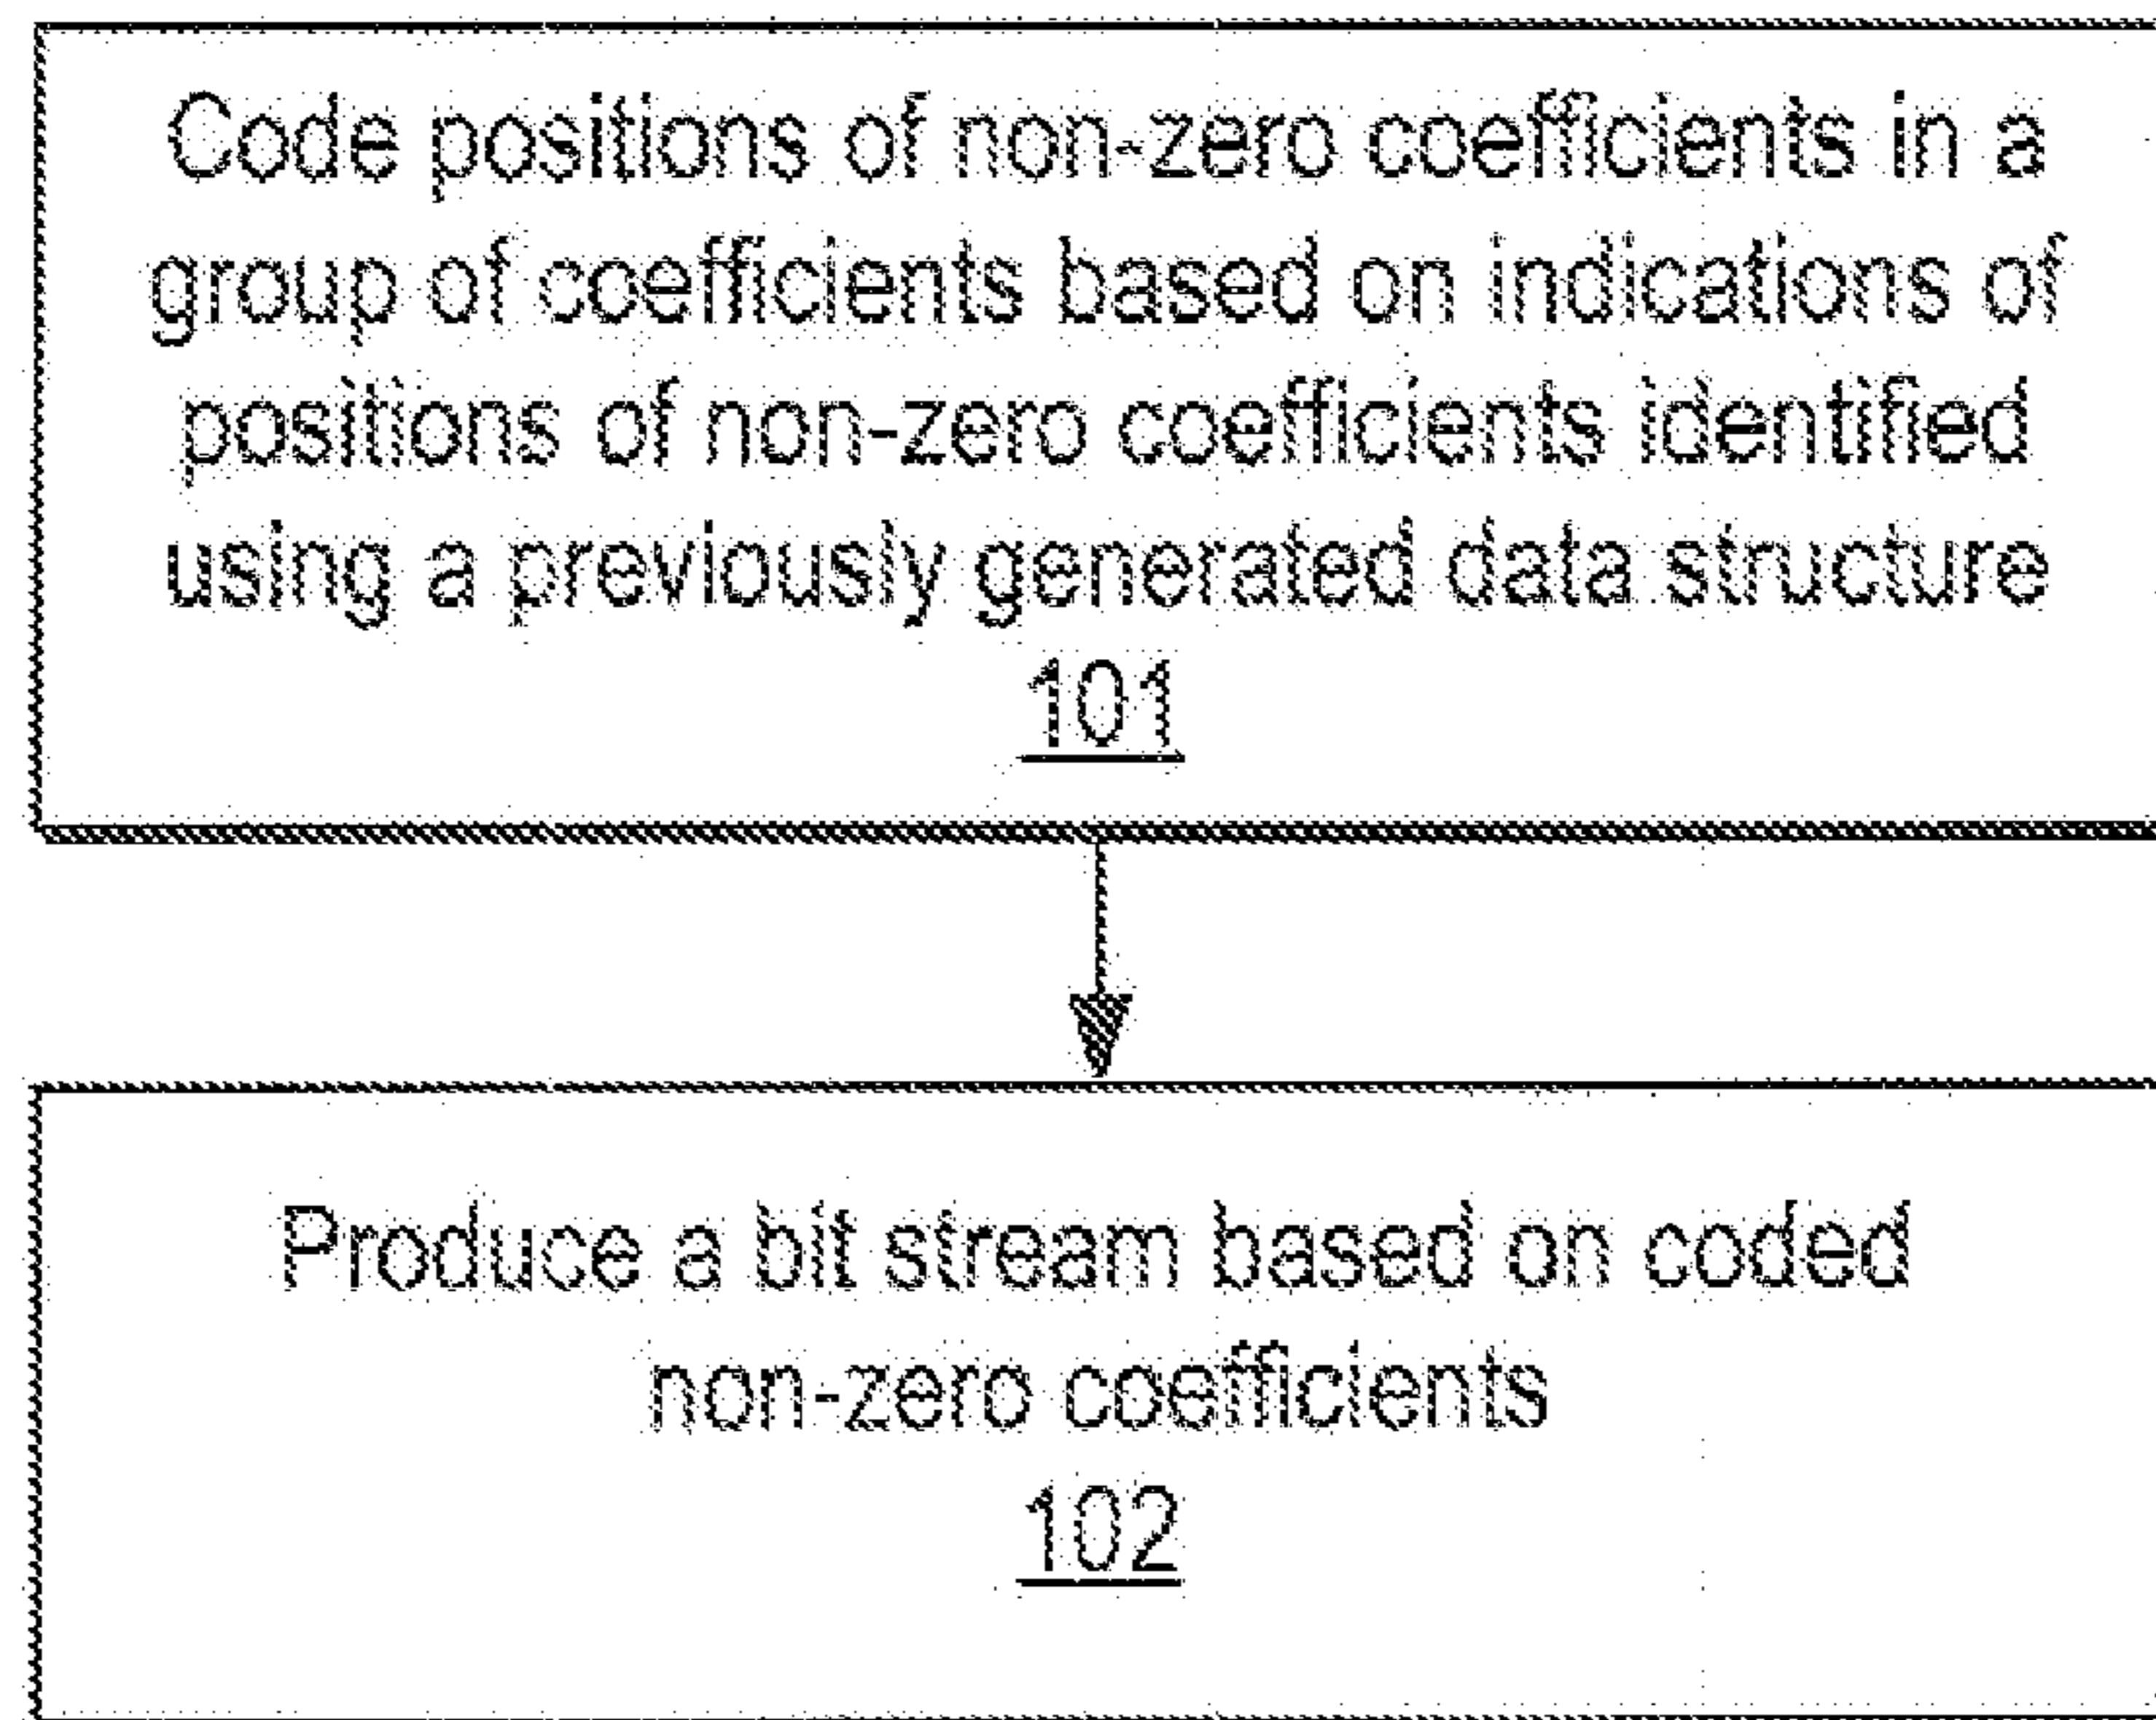 Code positions of non-zero coefficients in a
group of coefficients based on indications of
positions of non-zero coefficients identified
using a previously generated data structure
101
Produce a bit stream based on coded
non-zero coefficients
102